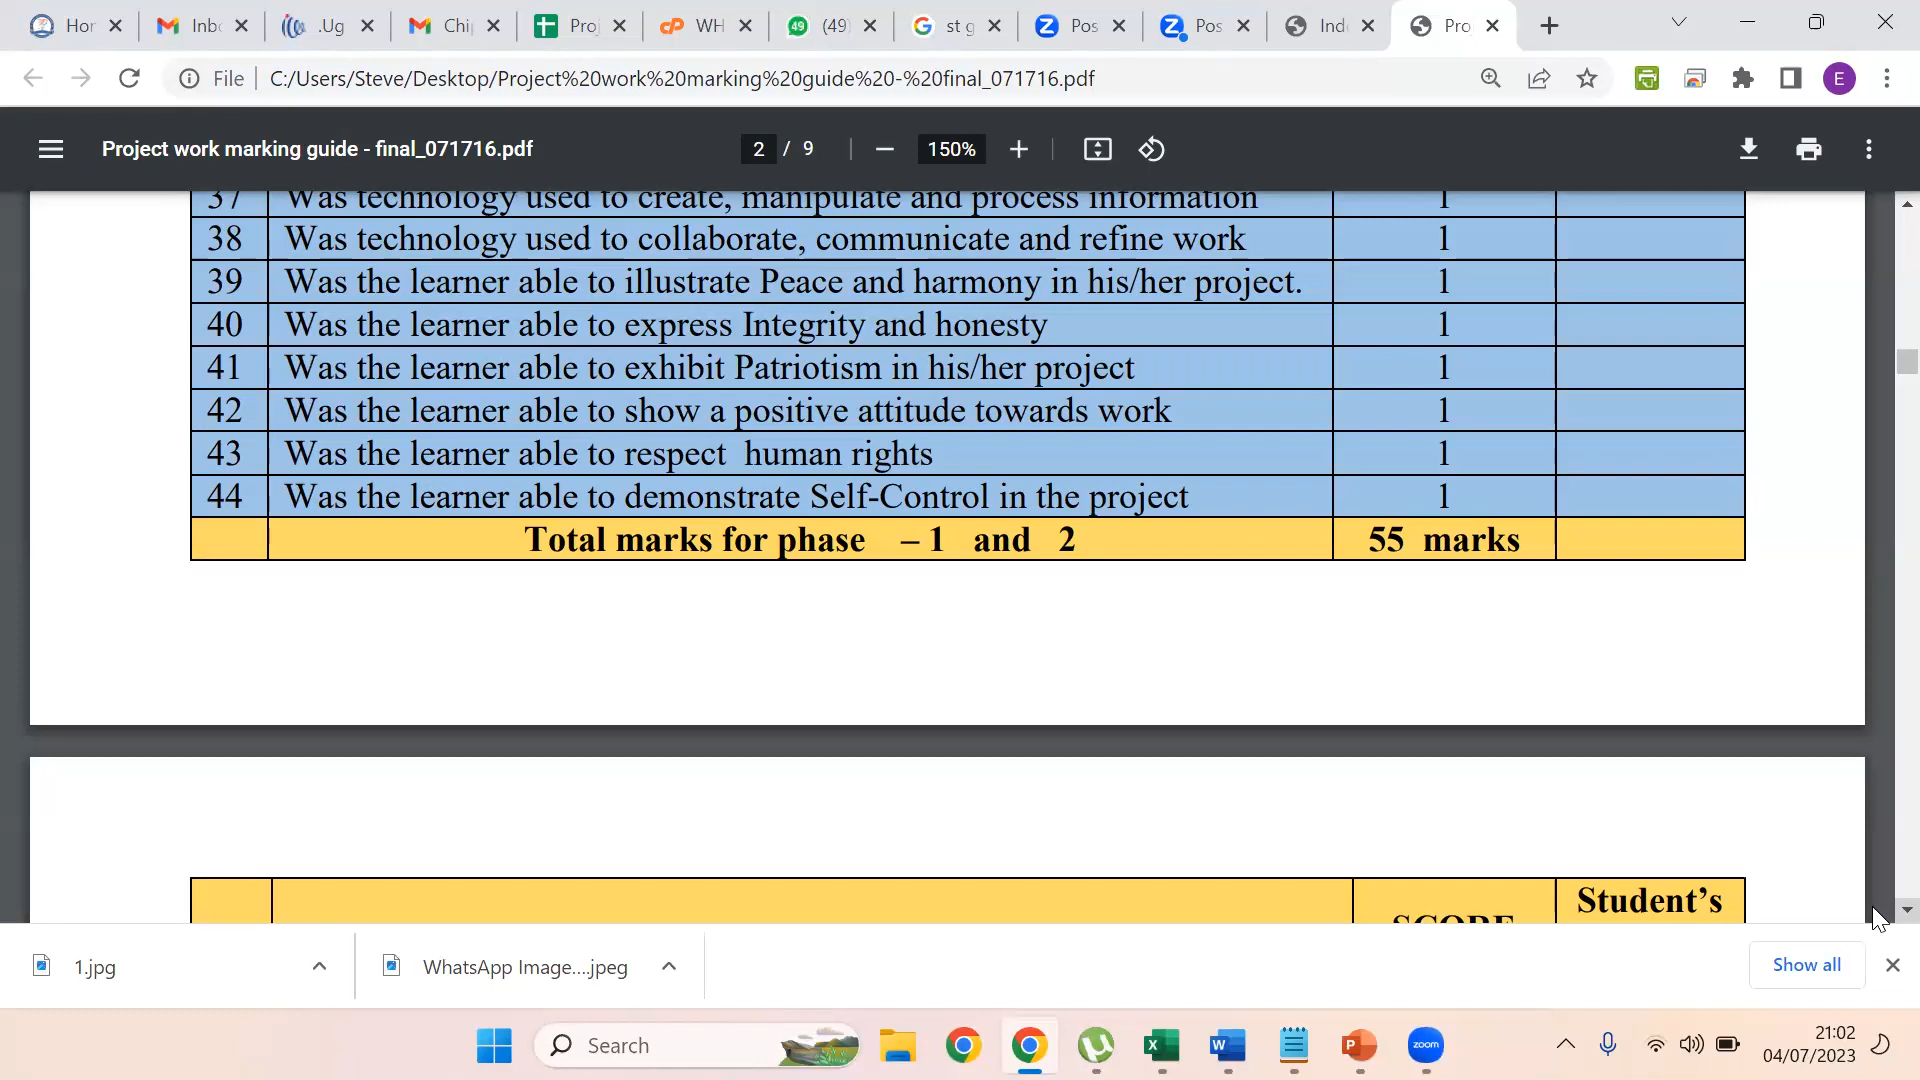 Hor
Inbo
.Ug
Chi
Proj
WH
(49)
st g
Pos
Pos
Ind
Pro
File
C:/Users/Steve/Desktop/Project%20work%20marking%20guide%20-%20final_071716.pdf
E
Project work marking guide - final_071716.pdf
2 / 9
150%
37 Was technology used to create, manipulate and process information 1
38 Was technology used to collaborate, communicate and refine work 1
39 Was the learner able to illustrate Peace and harmony in his/her project. 1
40 Was the learner able to express Integrity and honesty 1
41 Was the learner able to exhibit Patriotism in his/her project 1
42 Was the learner able to show a positive attitude towards work 1
43 Was the learner able to respect human rights 1
44 Was the learner able to demonstrate Self-Control in the project 1
Total marks for phase – 1 and 2 55 marks
SCORE
Student’s
1.jpg
WhatsApp Image....jpeg
Show all
Search
zoom
21:02
04/07/2023